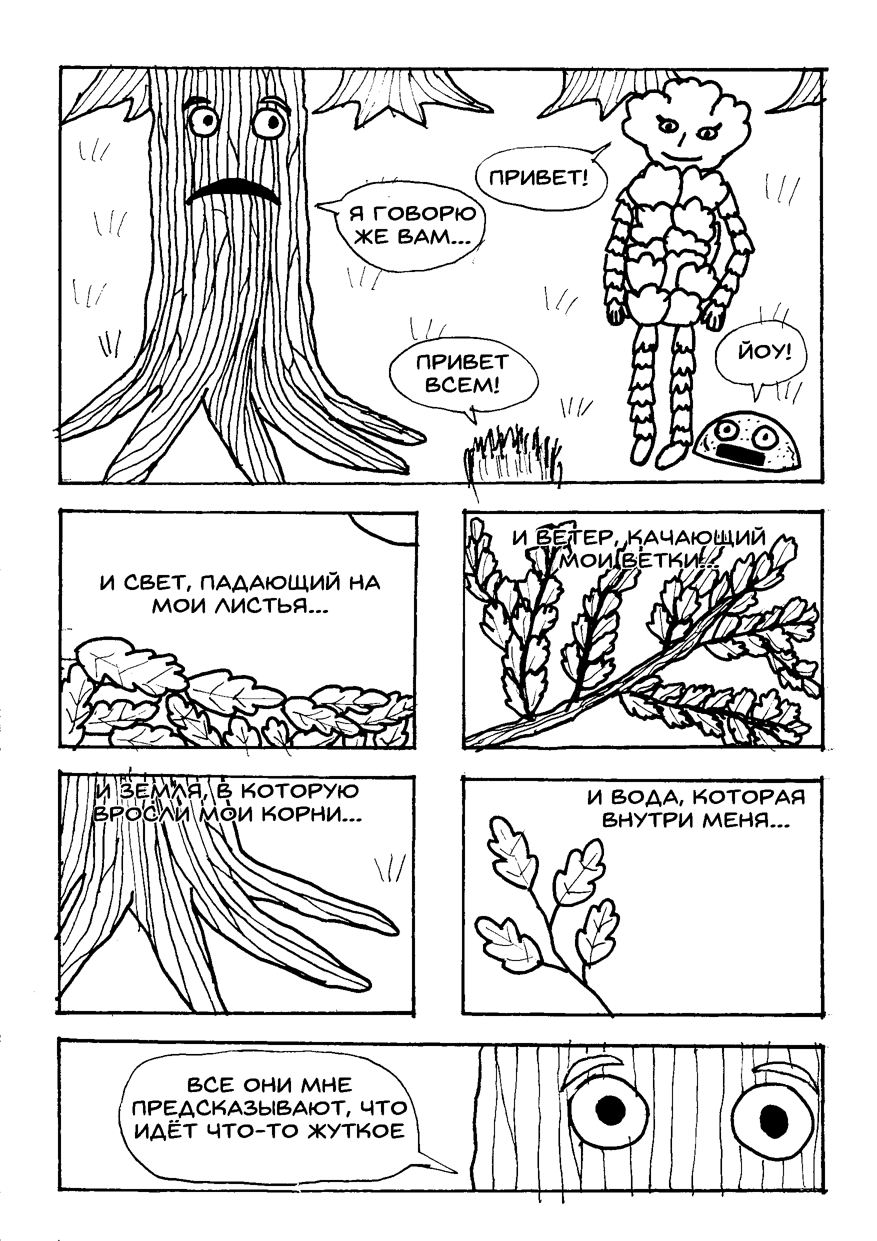 ПРИВЕТ!
Я ГОВОРЮ
ЖЕ ВАМ...
ПРИВЕТ
ВСЕМ!
ЙОУ!
И СВЕТ, ПАДАЮЩИЙ НА
МОИ ЛИСТЬЯ...
И ВЕТЕР, КАЧАЮЩИЙ
МОИ ВЕТКИ...
И ЗЕМЛЯ, В КОТОРУЮ
ВРОСЛИ МОИ КОРНИ...
И ВОДА, КОТОРАЯ
ВНУТРИ МЕНЯ...
ВСЕ ОНИ МНЕ
ПРЕДСКАЗЫВАЮТ, ЧТО
ИДЁТ ЧТО-ТО ЖУТКОЕ